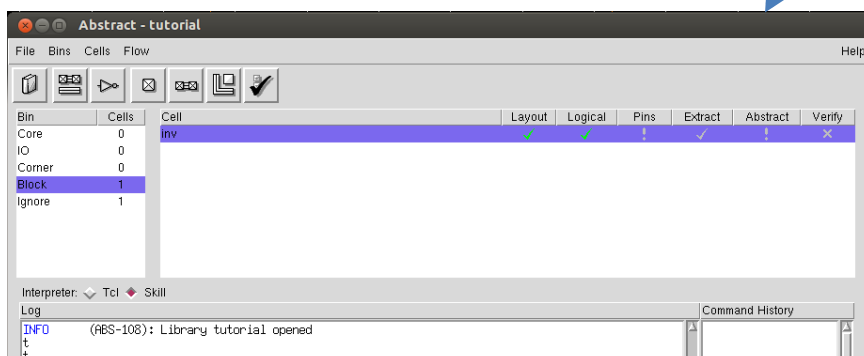 Abstract - tutorial
File Bins Cells Flow Help
Bin Cells Cell Layout Logical Pins Extract Abstract Verify
Core 0 inv
IO 0
Corner 0
Block 1
Ignore 1
Interpreter: Tcl Skill
Log Command History
INFO (ABS-108): Library tutorial opened
t
t